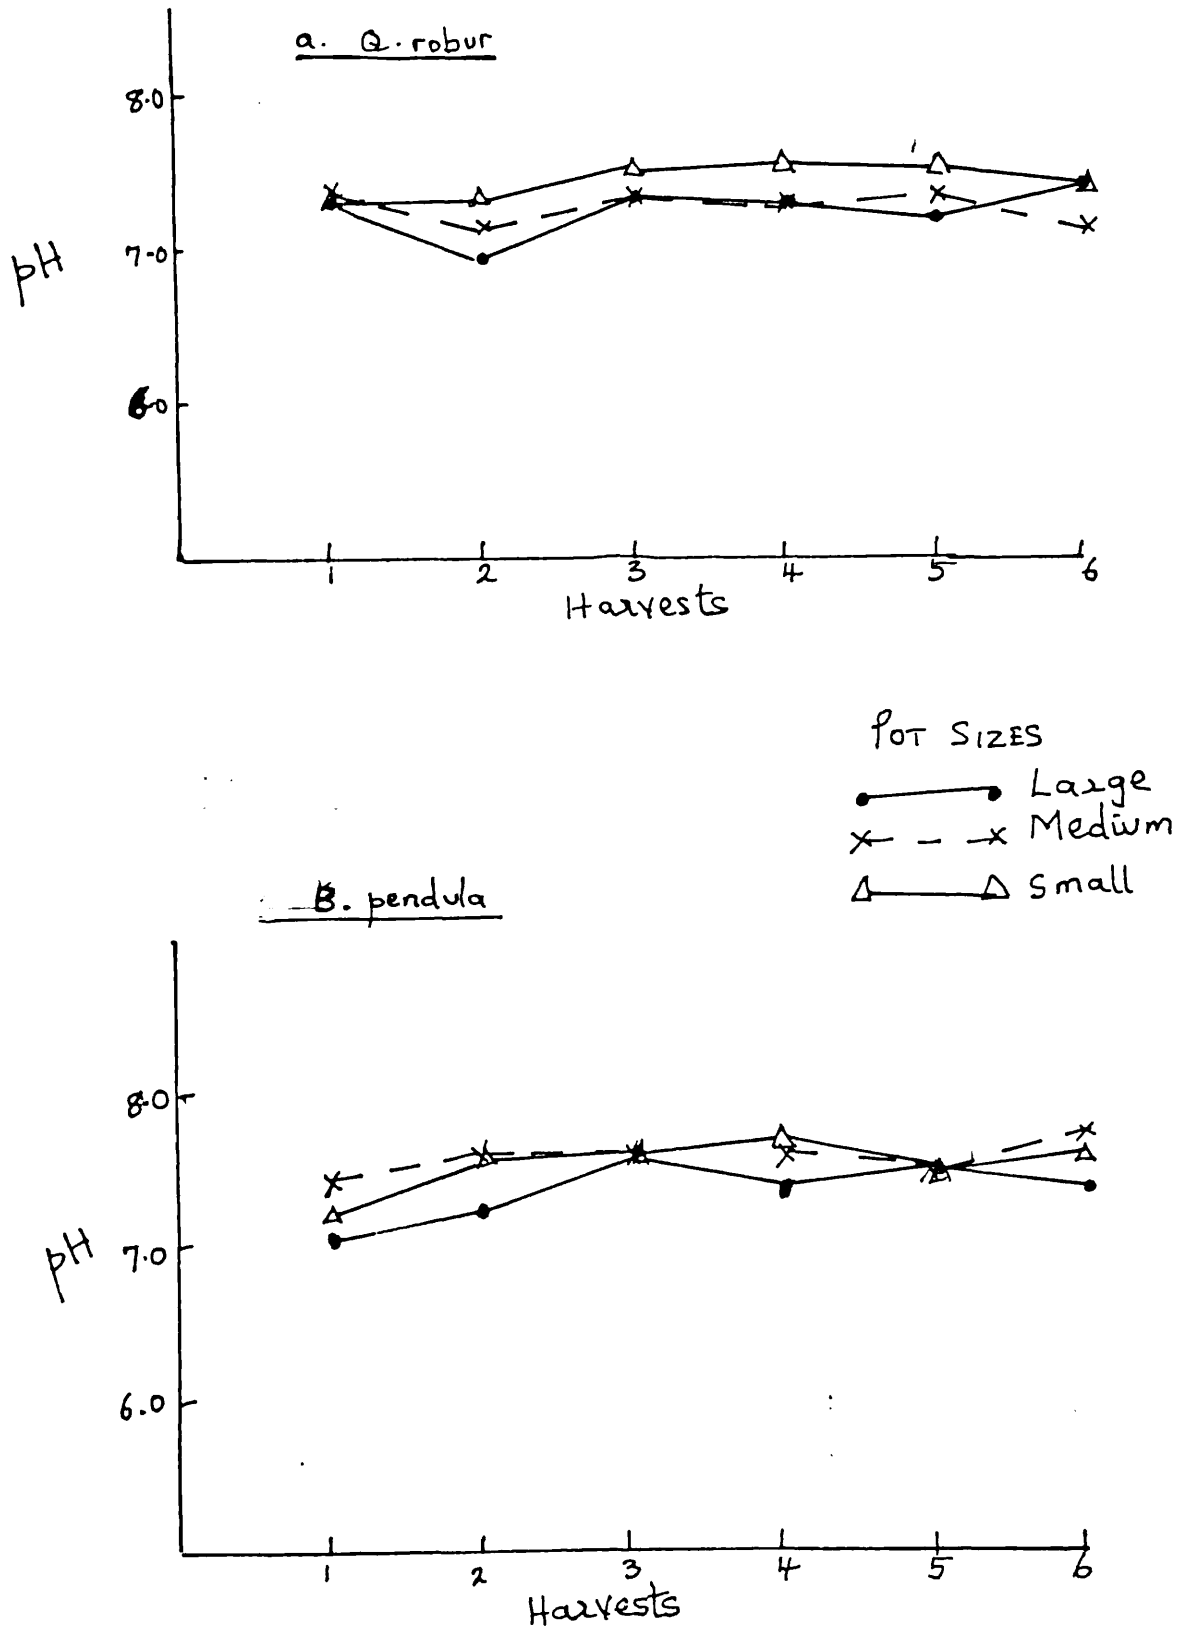 a. Q. robur
8.0
7.0
pH
6.0
1 2 3 4 5 6
Harvests
POT SIZES
Large
Medium
Small
B. pendula
8.0
pH 7.0
6.0
1 2 3 4 5 6
Harvests